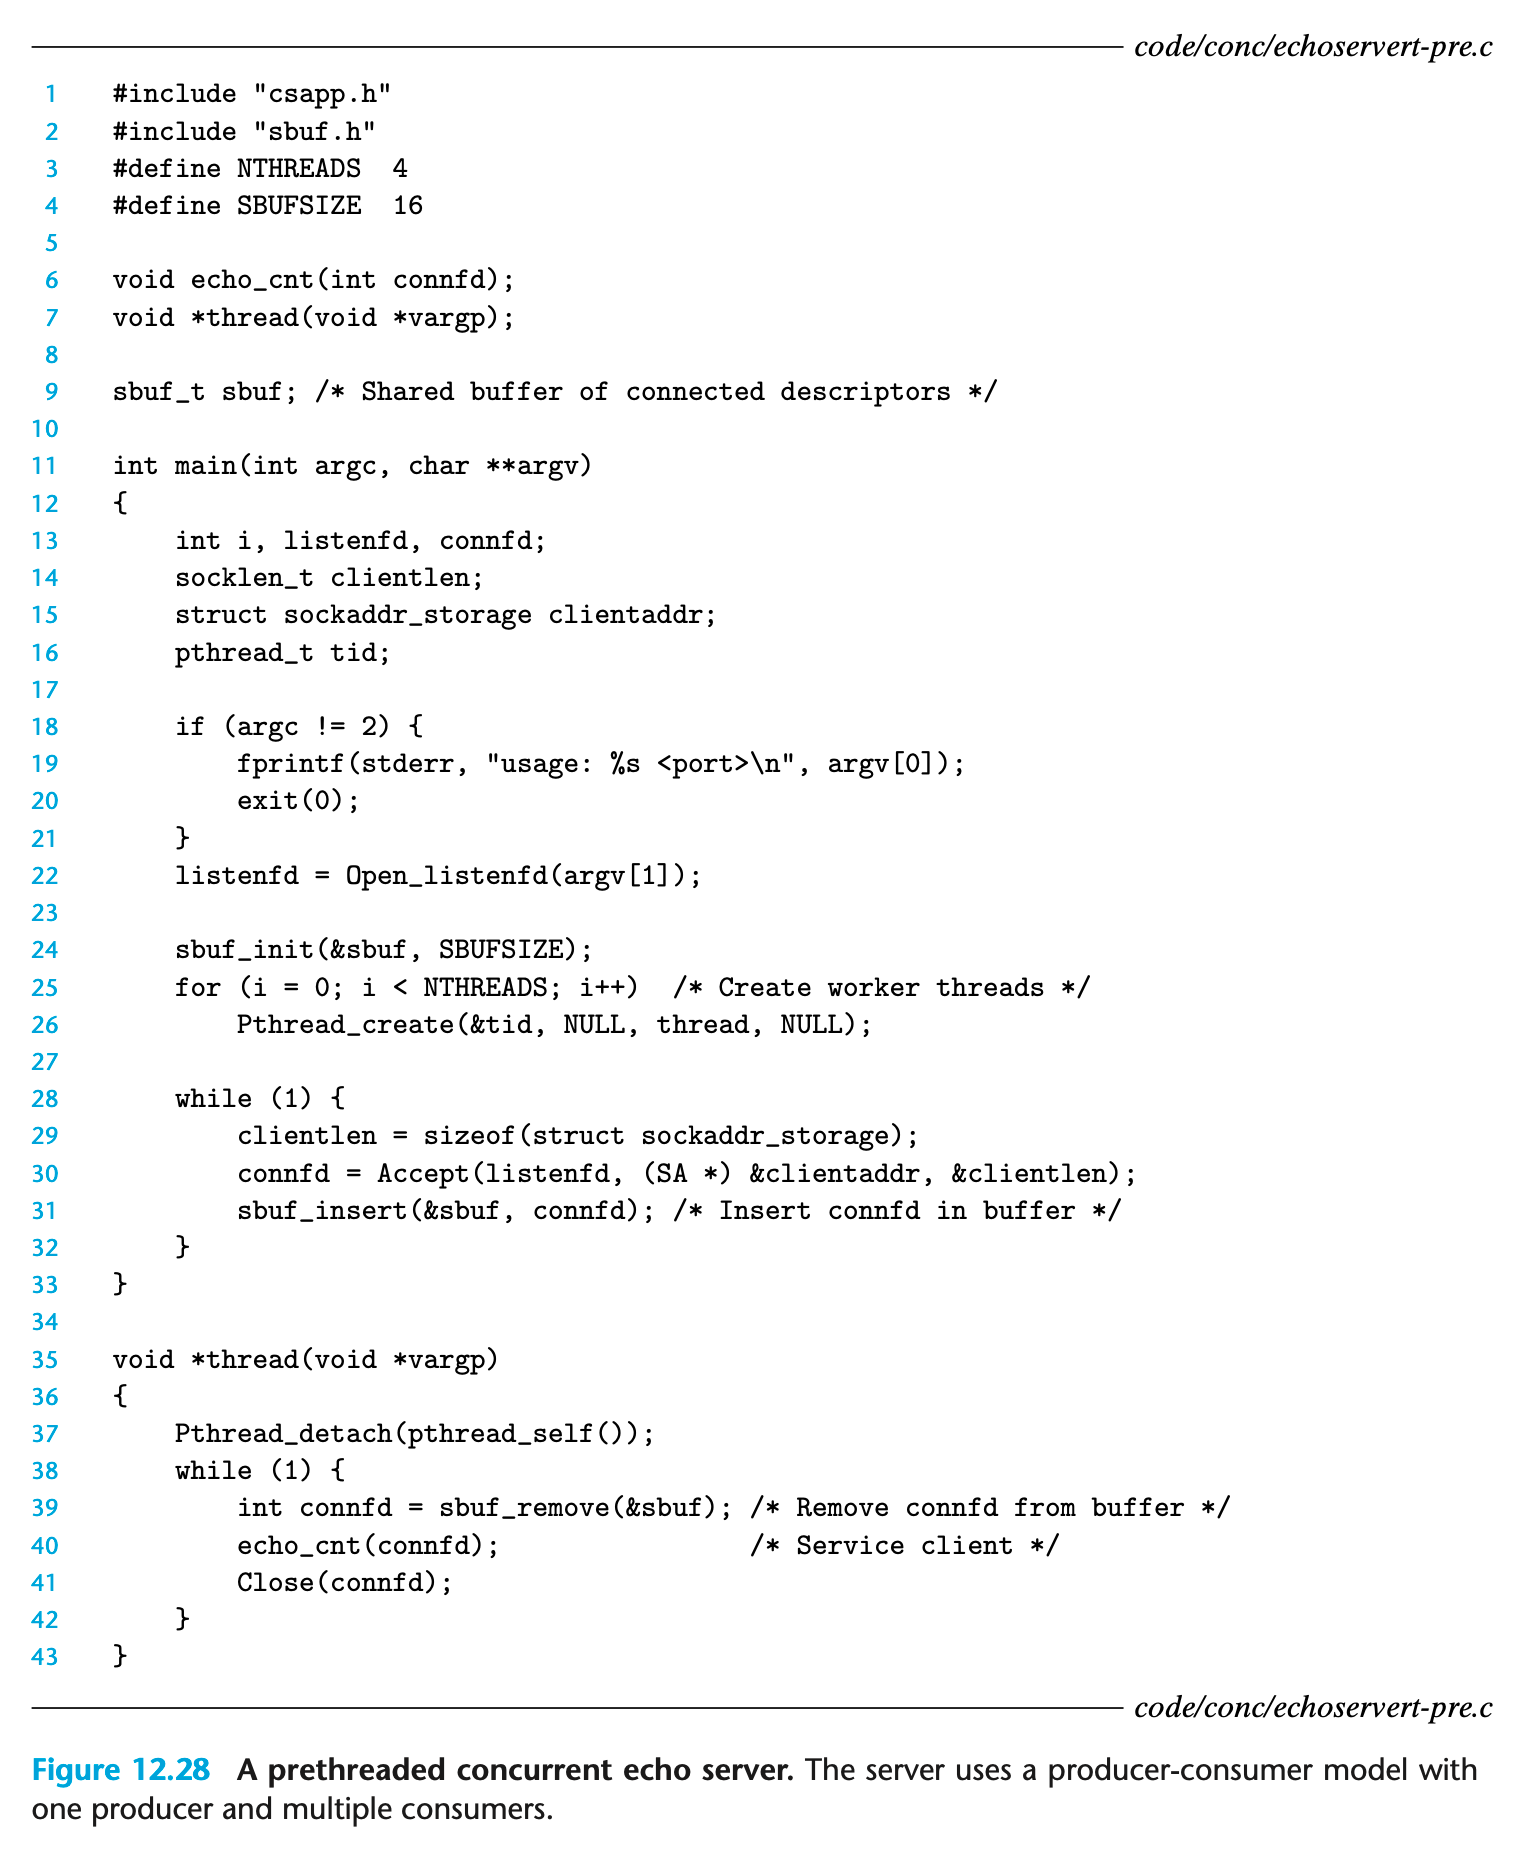 code/conc/echoservert-pre.c
1 #include "csapp.h"
2 #include "sbuf.h"
3 #define NTHREADS  4
4 #define SBUFSIZE  16
5
6 void echo_cnt(int connfd);
7 void *thread(void *vargp);
8
9 sbuf_t sbuf; /* Shared buffer of connected descriptors */
10
11 int main(int argc, char **argv)
12 {
13     int i, listenfd, connfd;
14     socklen_t clientlen;
15     struct sockaddr_storage clientaddr;
16     pthread_t tid;
17
18     if (argc != 2) {
19         fprintf(stderr, "usage: %s <port>\n", argv[0]);
20         exit(0);
21     }
22     listenfd = Open_listenfd(argv[1]);
23
24     sbuf_init(&sbuf, SBUFSIZE);
25     for (i = 0; i < NTHREADS; i++)  /* Create worker threads */
26         Pthread_create(&tid, NULL, thread, NULL);
27
28     while (1) {
29         clientlen = sizeof(struct sockaddr_storage);
30         connfd = Accept(listenfd, (SA *) &clientaddr, &clientlen);
31         sbuf_insert(&sbuf, connfd); /* Insert connfd in buffer */
32     }
33 }
34
35 void *thread(void *vargp)
36 {
37     Pthread_detach(pthread_self());
38     while (1) {
39         int connfd = sbuf_remove(&sbuf); /* Remove connfd from buffer */
40         echo_cnt(connfd);                /* Service client */
41         Close(connfd);
42     }
43 }
code/conc/echoservert-pre.c
Figure 12.28 A prethreaded concurrent echo server. The server uses a producer-consumer model with
one producer and multiple consumers.